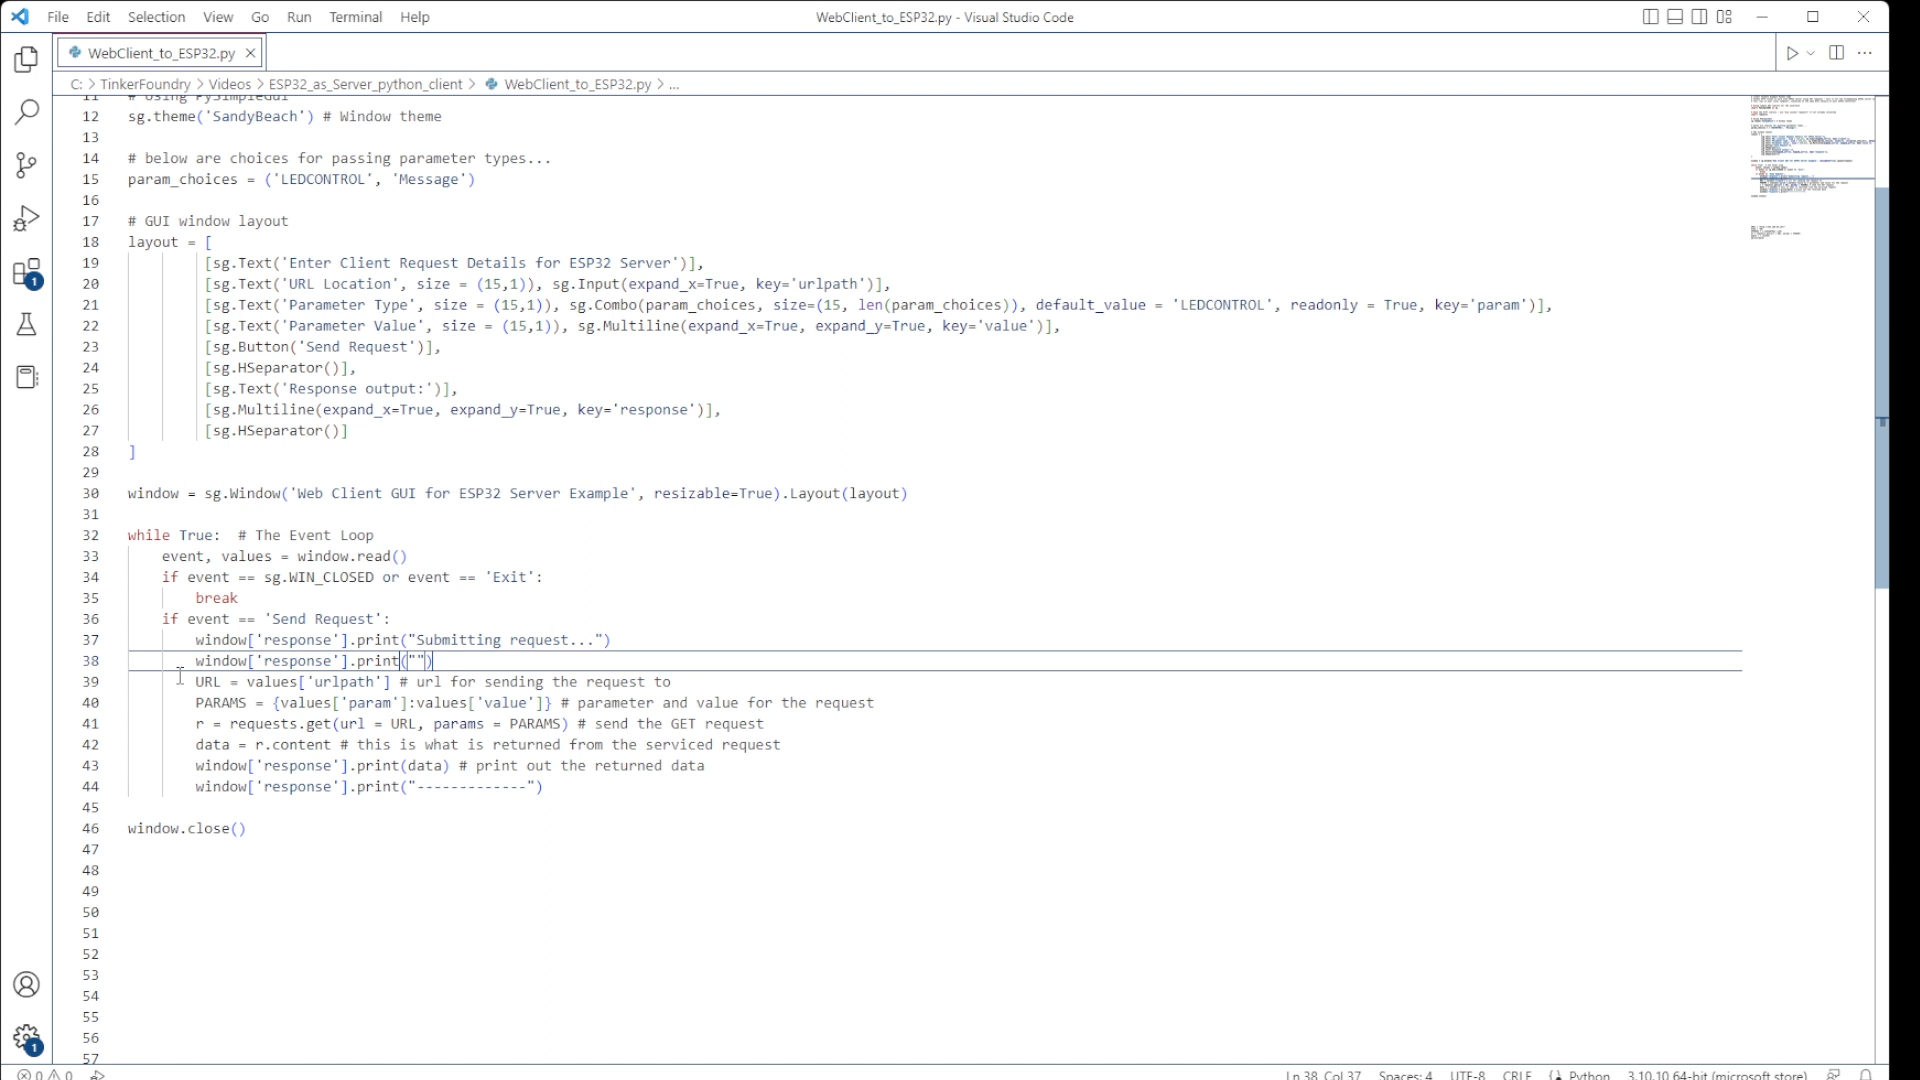 File Edit Selection View Go Run Terminal Help
WebClient_to_ESP32.py - Visual Studio Code
WebClient_to_ESP32.py
C: > TinkerFoundry > Videos > ESP32_as_Server_python_client > WebClient_to_ESP32.py > ...
11 # Using PySimpleGui
12 sg.theme('SandyBeach') # Window theme
13
14 # below are choices for passing parameter types...
15 param_choices = ('LEDCONTROL', 'Message')
16
17 # GUI window layout
18 layout = [
19 [sg.Text('Enter Client Request Details for ESP32 Server')],
20 [sg.Text('URL Location', size = (15,1)), sg.Input(expand_x=True, key='urlpath')],
21 [sg.Text('Parameter Type', size = (15,1)), sg.Combo(param_choices, size=(15, len(param_choices)), default_value = 'LEDCONTROL', readonly = True, key='param')],
22 [sg.Text('Parameter Value', size = (15,1)), sg.Multiline(expand_x=True, expand_y=True, key='value')],
23 [sg.Button('Send Request')],
24 [sg.HSeparator()],
25 [sg.Text('Response output:')],
26 [sg.Multiline(expand_x=True, expand_y=True, key='response')],
27 [sg.HSeparator()]
28 ]
29
30 window = sg.Window('Web Client GUI for ESP32 Server Example', resizable=True).Layout(layout)
31
32 while True:  # The Event Loop
33 event, values = window.read()
34 if event == sg.WIN_CLOSED or event == 'Exit':
35 break
36 if event == 'Send Request':
37 window['response'].print("Submitting request...")
38 window['response'].print("")
39 URL = values['urlpath'] # url for sending the request to
40 PARAMS = {values['param']:values['value']} # parameter and value for the request
41 r = requests.get(url = URL, params = PARAMS) # send the GET request
42 data = r.content # this is what is returned from the serviced request
43 window['response'].print(data) # print out the returned data
44 window['response'].print("-------------")
45
46 window.close()
47
48
49
50
51
52
53
54
55
56
57
1
1
0 0 Ln 38, Col 37 Spaces: 4 UTF-8 CRLF Python 3.10.10 64-bit (microsoft store)